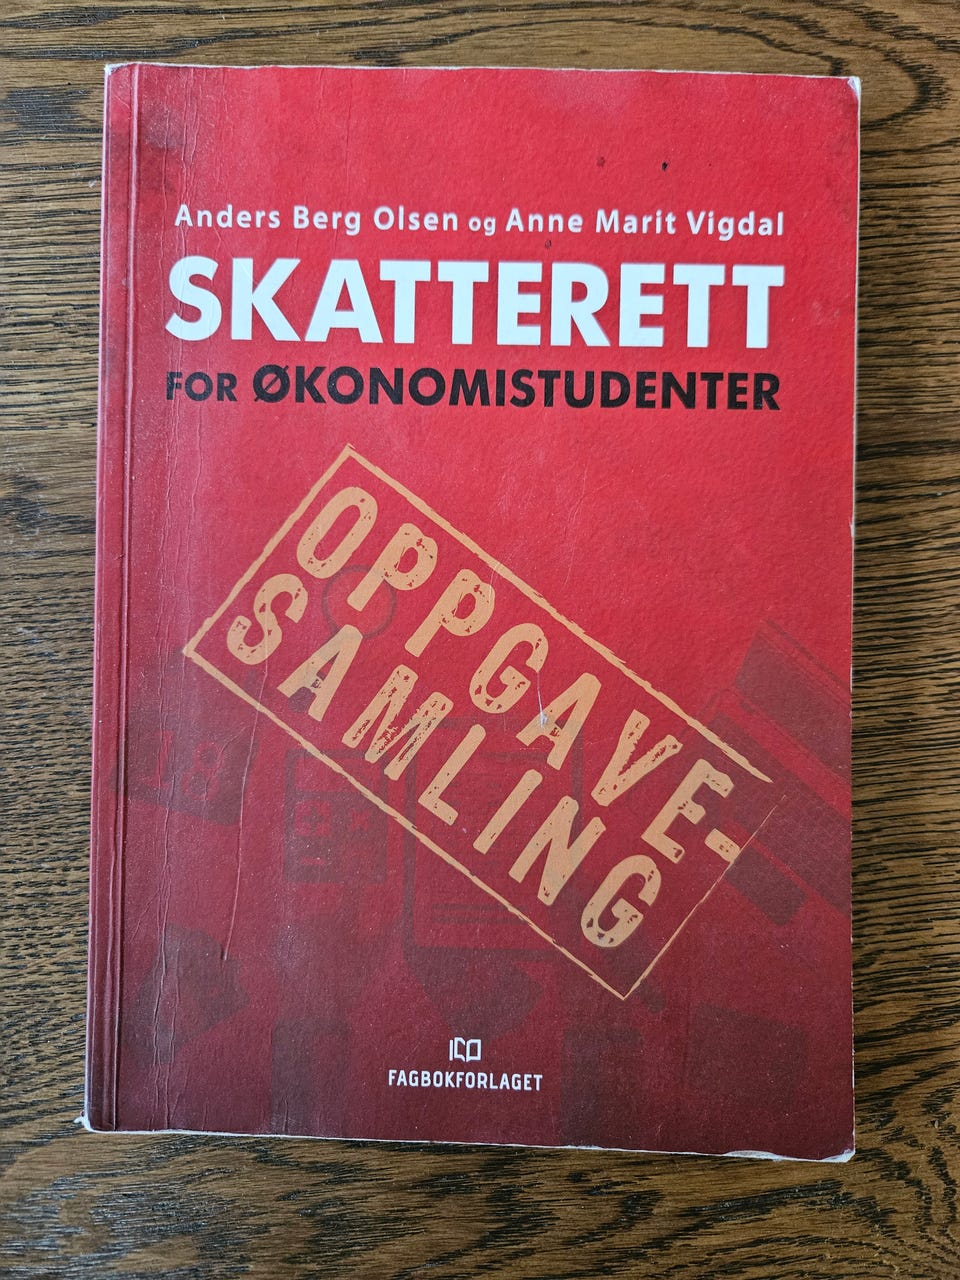 Anders Berg Olsen og Anne Marit Vigdal
SKATTERETT
FOR ØKONOMISTUDENTER
OPPGAVE-
SAMLING
FAGBOKFORLAGET